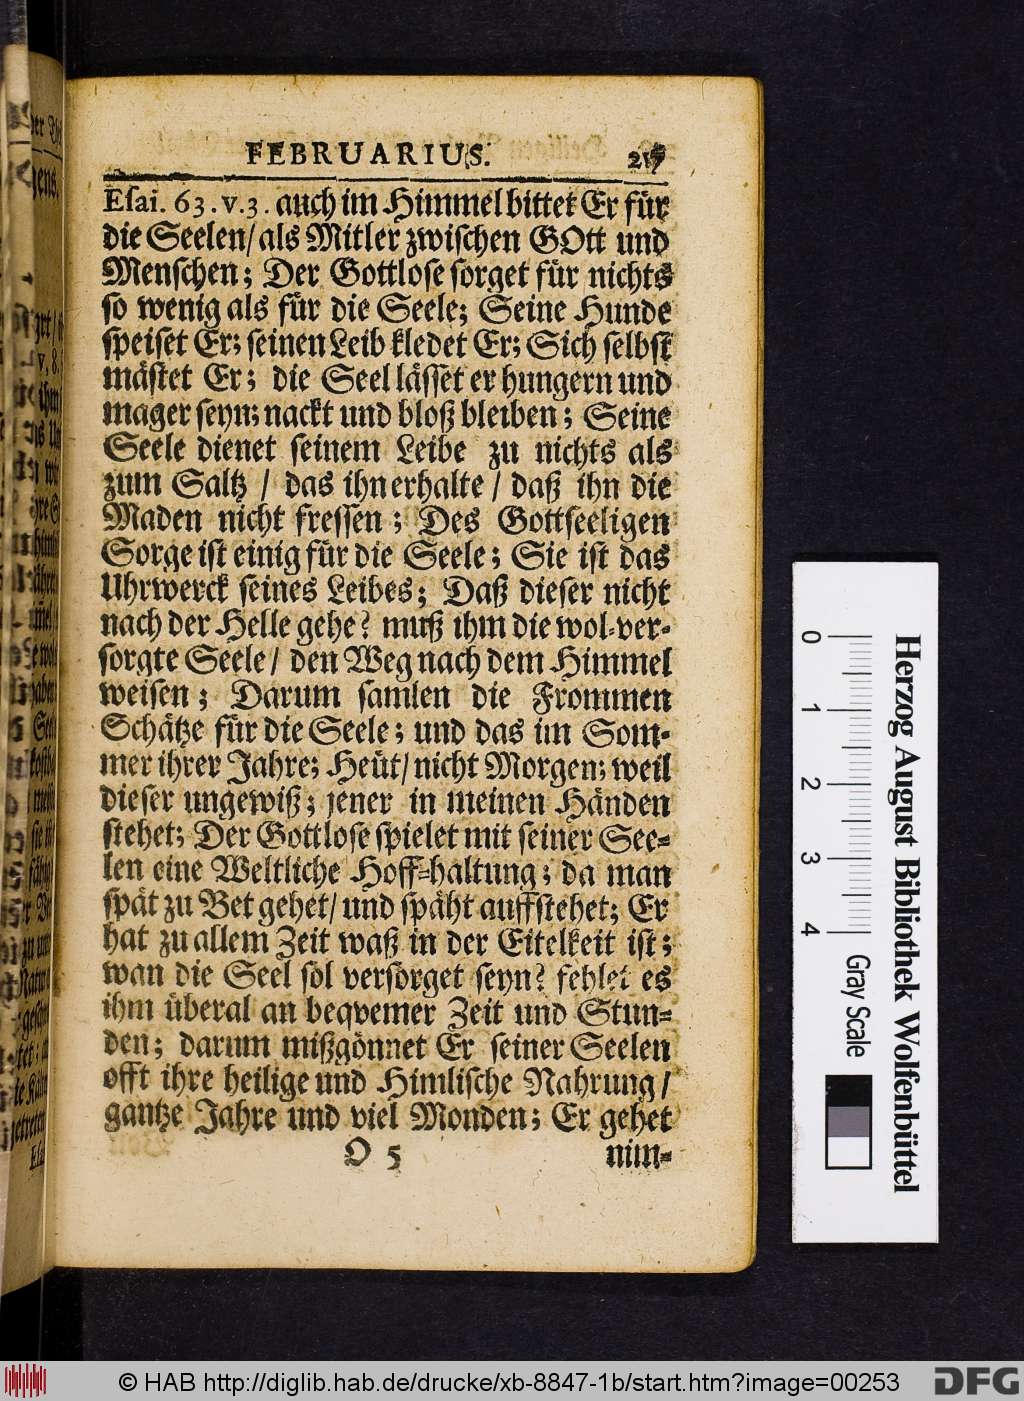 FEBRUARIUS. 217
Esai. 63. v. 3. auch im Himmel bittet Er für
die Seelen/ als Mitler zwischen GOtt und
Menschen; Der Gottlose sorget für nichts
so wenig als für die Seele; Seine Hunde
speiset Er; seinen Leib kledet Er; Sich selbst
mästet Er; die Seel lässet er hungern und
mager seyn; nackt und bloß bleiben; Seine
Seele dienet seinem Leibe zu nichts als
zum Saltz / das ihn erhalte / daß ihn die
Maden nicht fressen; Des Gottseeligen
Sorge ist einig für die Seele; Sie ist das
Uhrwerck seines Leibes; Daß dieser nicht
nach der Helle gehe? muß ihm die wol-ver-
sorgte Seele/ den Weg nach dem Himmel
weisen; Darum samlen die Frommen
Schätze für die Seele; und das im Som-
mer ihrer Jahre; Heüt/ nicht Morgen; weil
dieser ungewiß; jener in meinen Händen
stehet; Der Gottlose spielet mit seiner See-
len eine Weltliche Hoff-haltung; da man
spät zu Bet gehet/ und späht auffstehet; Er
hat zu allem Zeit waß in der Eitelkeit ist;
wan die Seel sol versorget seyn? fehlet es
ihm überal an beqvemer Zeit und Stun-
den; darum mißgönnet Er seiner Seelen
offt ihre heilige und Himlische Nahrung/
gantze Jahre und viel Monden; Er gehet
O 5 nim-
0 1 2 3 4
Gray Scale
Herzog August Bibliothek Wolfenbüttel
© HAB http://diglib.hab.de/drucke/xb-8847-1b/start.htm?image=00253
DFG